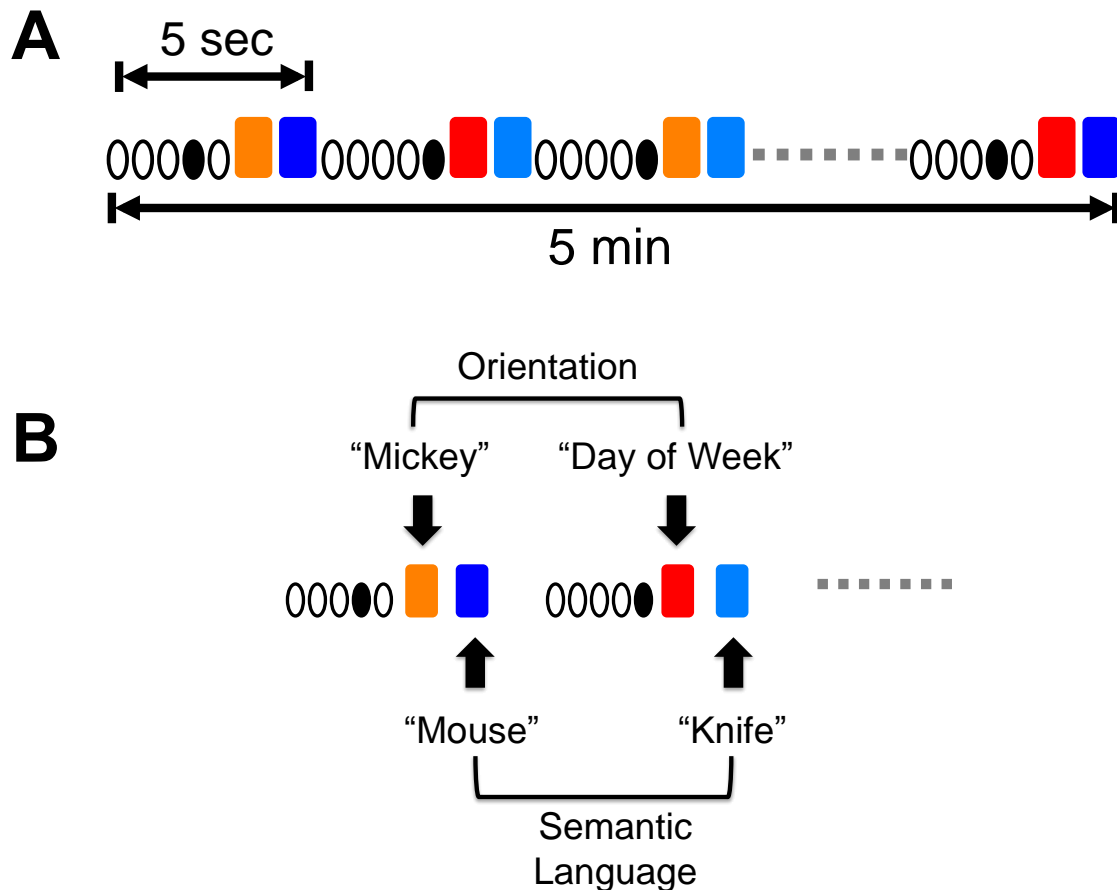 A
5 sec
5 min
B
Orientation
“Mickey” “Day of Week”
“Mouse” “Knife”
Semantic
Language